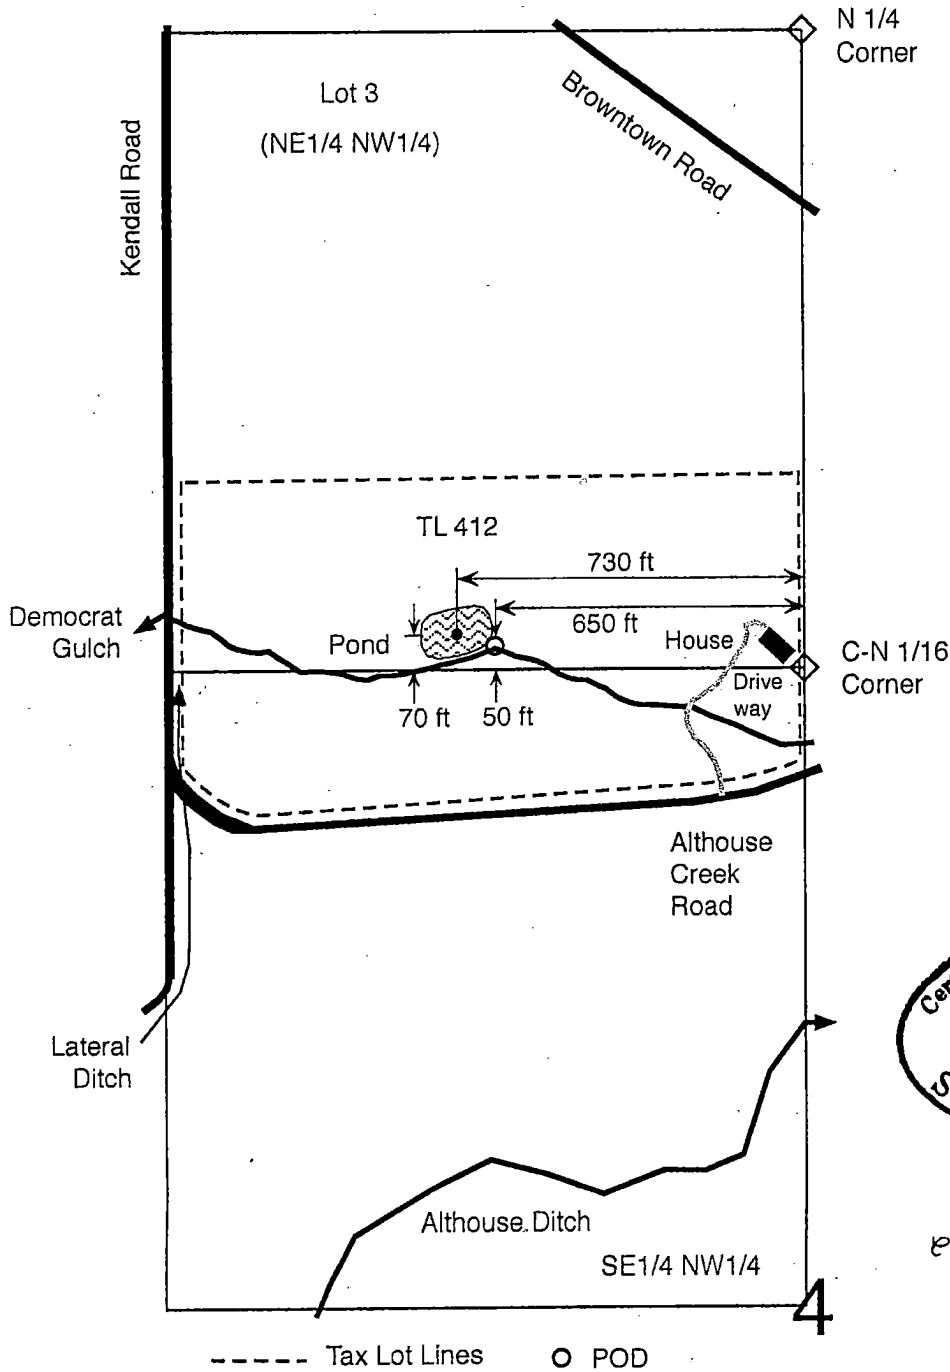 N 1/4
Corner
Lot 3
(NE1/4 NW1/4)
Browntown Road
Kendall Road
TL 412
730 ft
650 ft
Democrat
Gulch
Pond
House
C-N 1/16
Corner
Drive
way
70 ft
50 ft
Althouse
Creek
Road
Lateral
Ditch
Althouse Ditch
SE1/4 NW1/4
4
Tax Lot Lines
POD